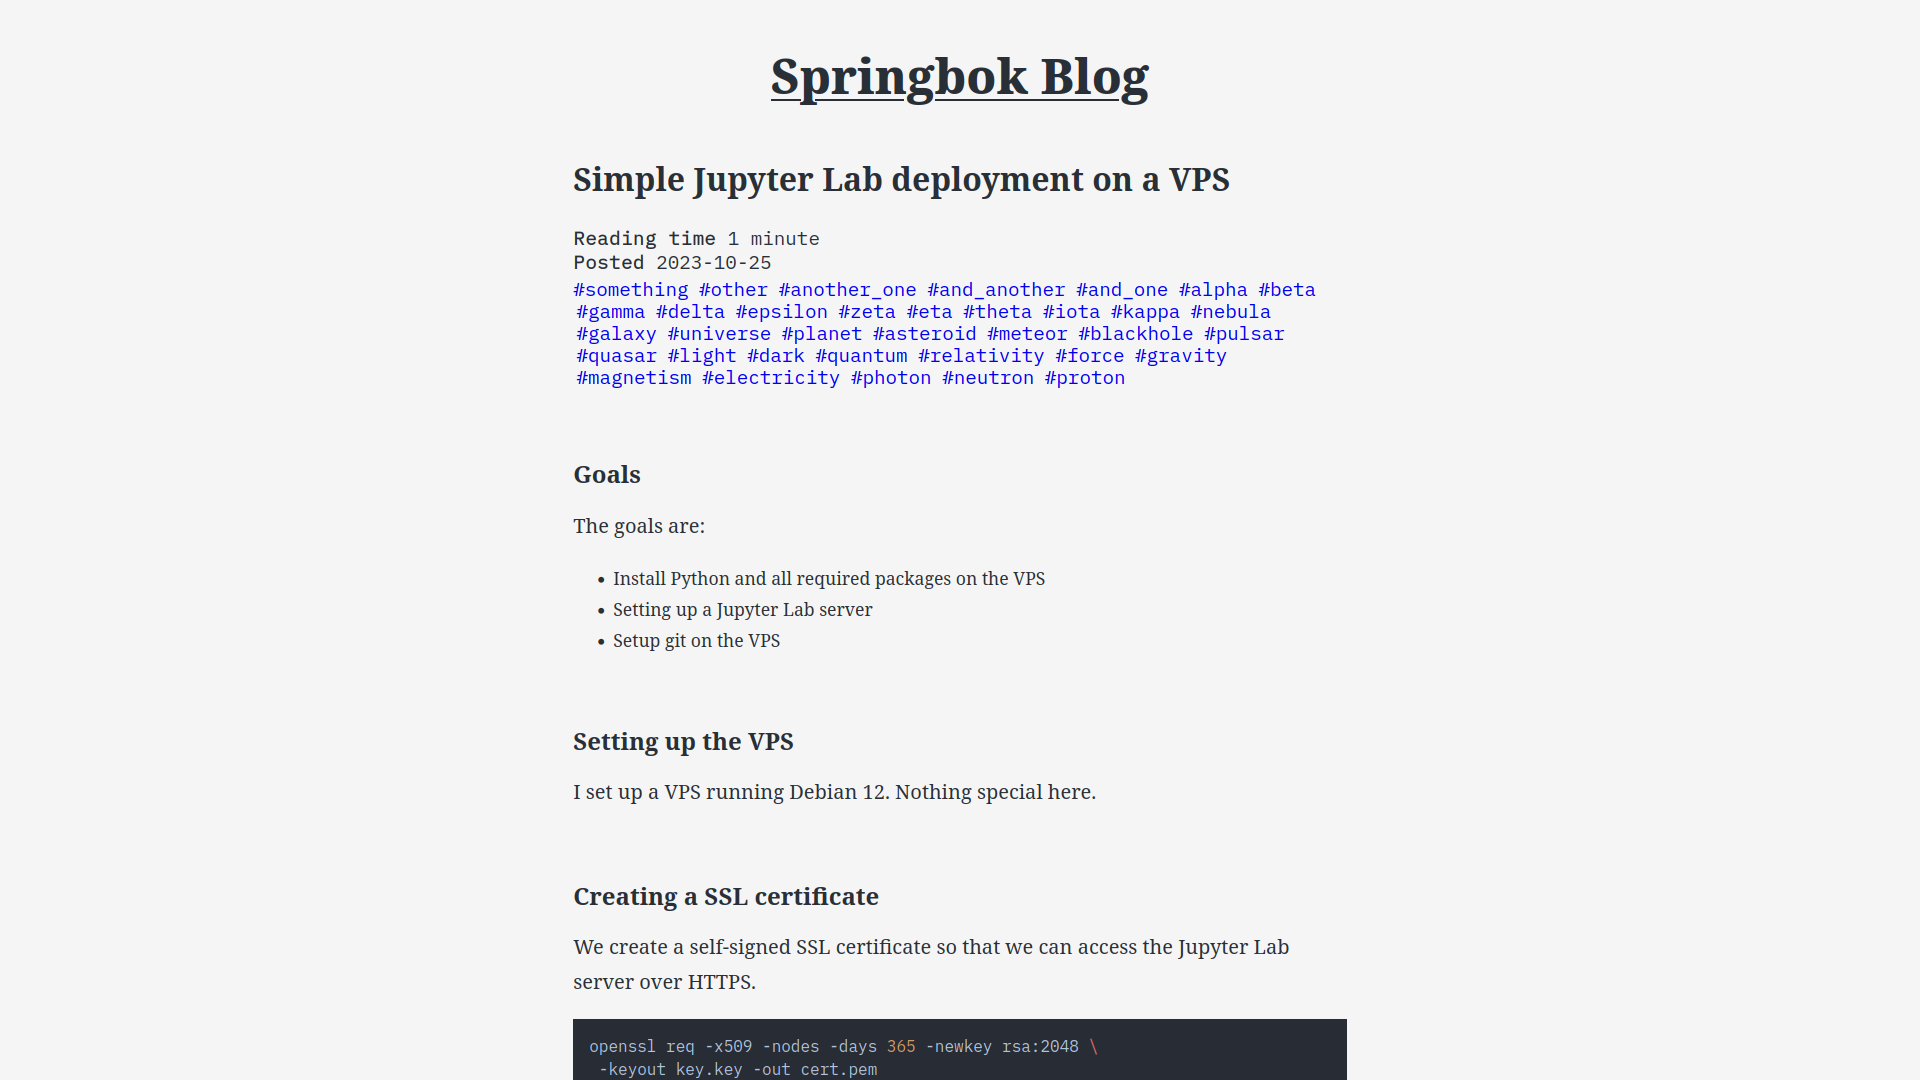 Springbok Blog
Simple Jupyter Lab deployment on a VPS
Reading time 1 minute
Posted 2023-10-25
#something #other #another_one #and_another #and_one #alpha #beta
#gamma #delta #epsilon #zeta #eta #theta #iota #kappa #nebula
#galaxy #universe #planet #asteroid #meteor #blackhole #pulsar
#quasar #light #dark #quantum #relativity #force #gravity
#magnetism #electricity #photon #neutron #proton
Goals
The goals are:
• Install Python and all required packages on the VPS
• Setting up a Jupyter Lab server
• Setup git on the VPS
Setting up the VPS
I set up a VPS running Debian 12. Nothing special here.
Creating a SSL certificate
We create a self-signed SSL certificate so that we can access the Jupyter Lab
server over HTTPS.
openssl req -x509 -nodes -days 365 -newkey rsa:2048 \
-keyout key.key -out cert.pem